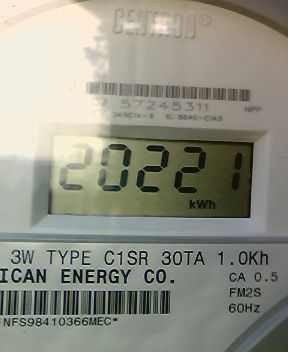 CENTRON®
57245311
NPP
20221
kWh
3W TYPE C1SR 30TA 1.0Kh
ICAN ENERGY CO.
CA 0.5
FM2S
60Hz
NFS98410366MEC*